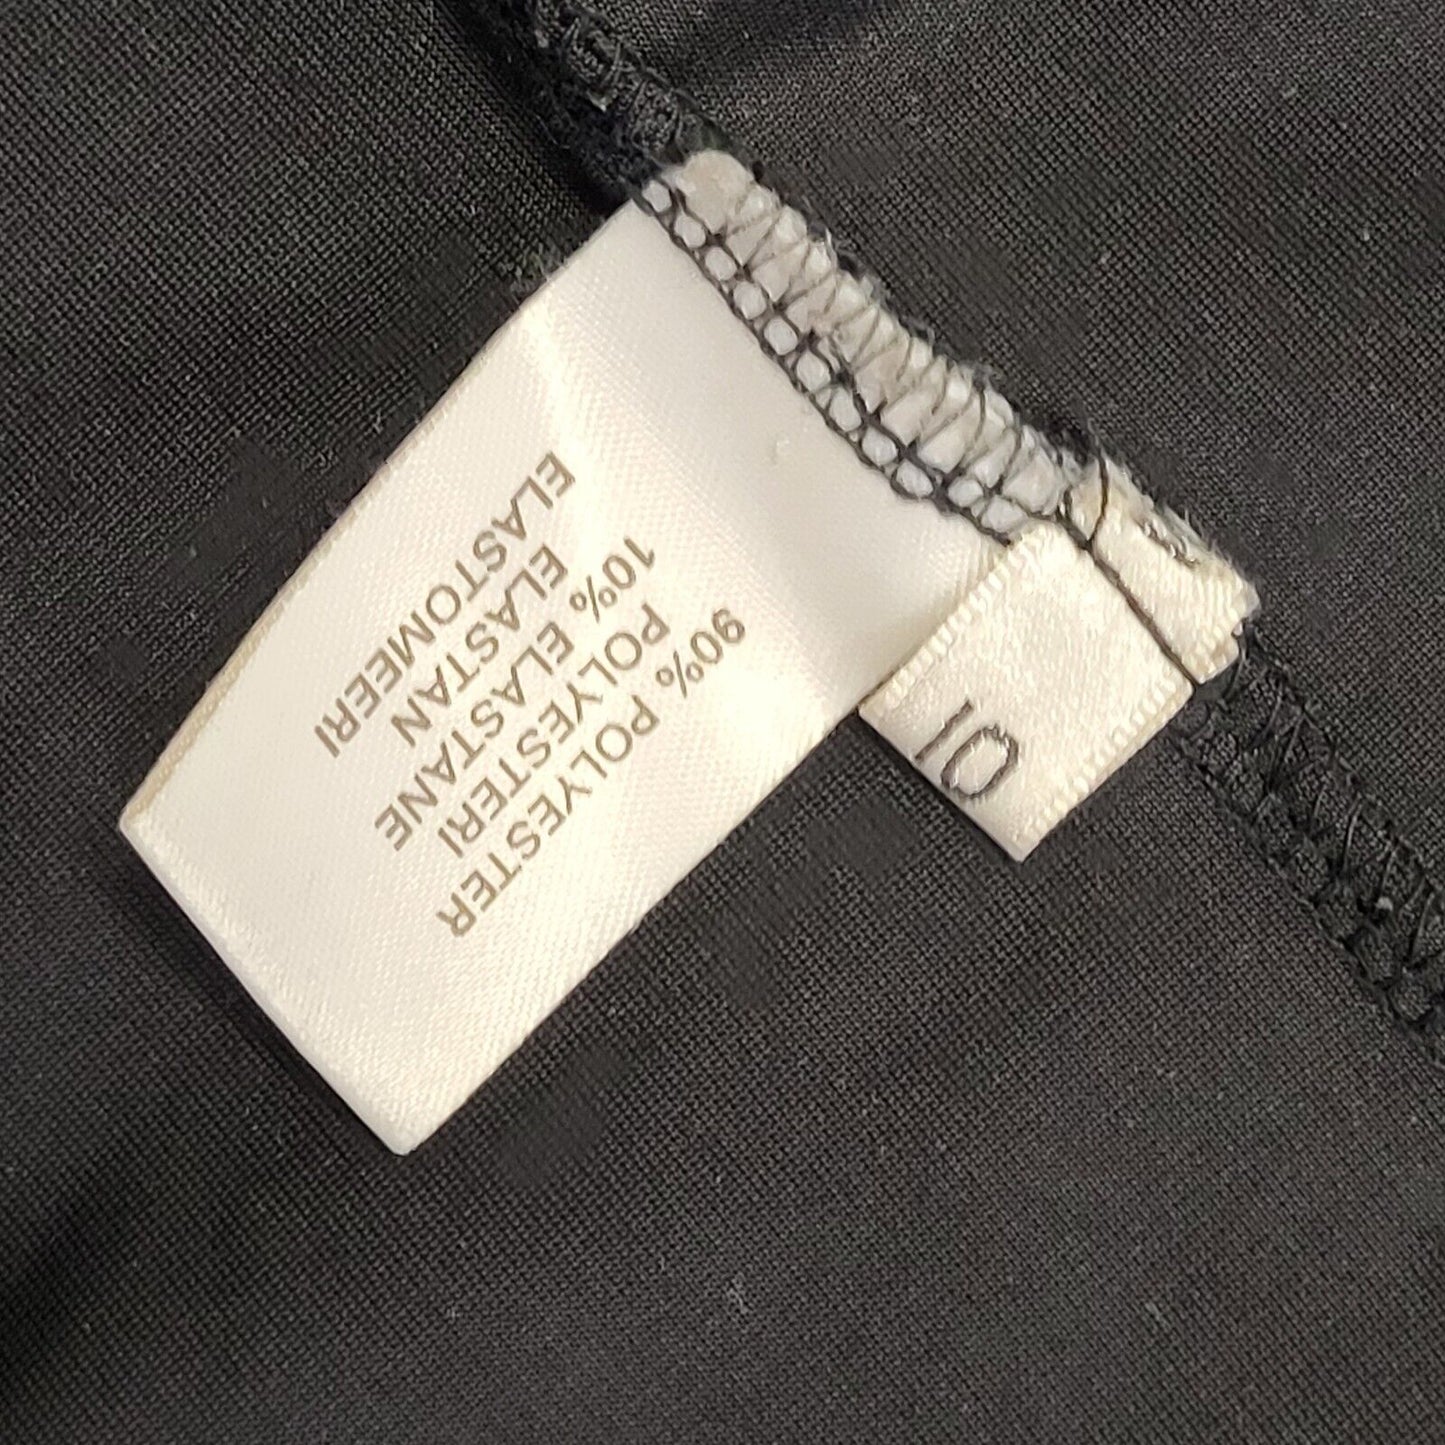 90% POLYESTER
POLYESTERI
10% ELASTANE
ELASTAN
ELASTOMEERI
10